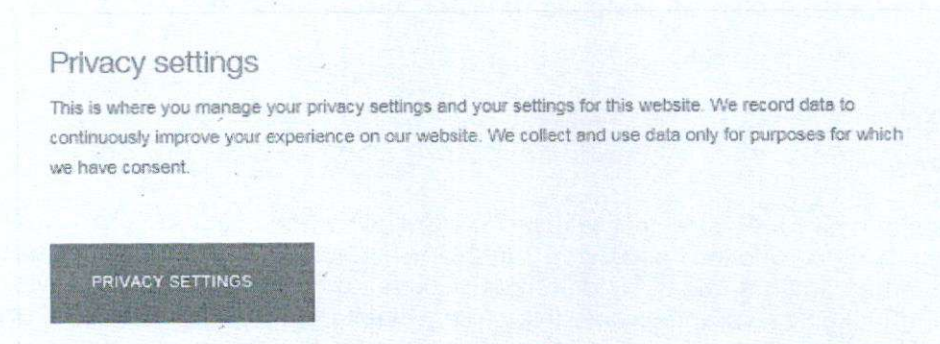 Privacy settings
This is where you manage your privacy settings and your settings for this website. We record data to
continuously improve your experience on our website. We collect and use data only for purposes for which
we have consent.
PRIVACY SETTINGS